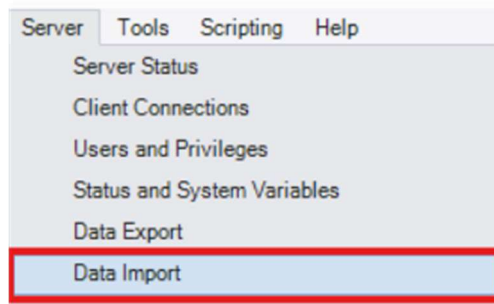 Server Tools Scripting Help
Server Status
Client Connections
Users and Privileges
Status and System Variables
Data Export
Data Import